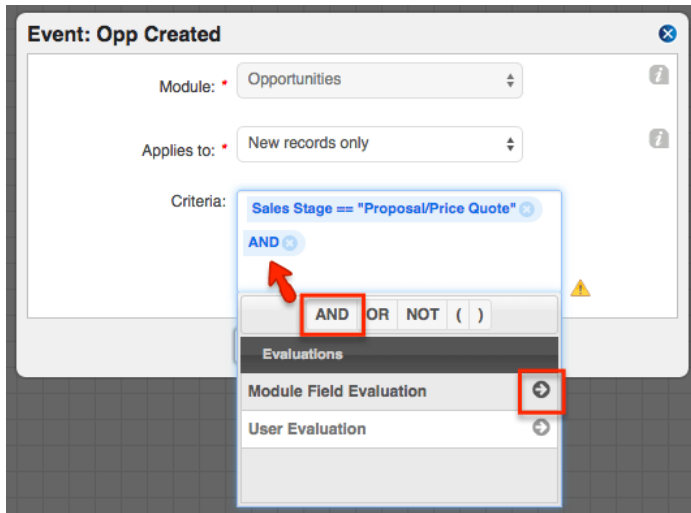 Event: Opp Created
Module: * Opportunities
Applies to: * New records only
Criteria:
Sales Stage == "Proposal/Price Quote"
AND
AND OR NOT ( )
Evaluations
Module Field Evaluation
User Evaluation